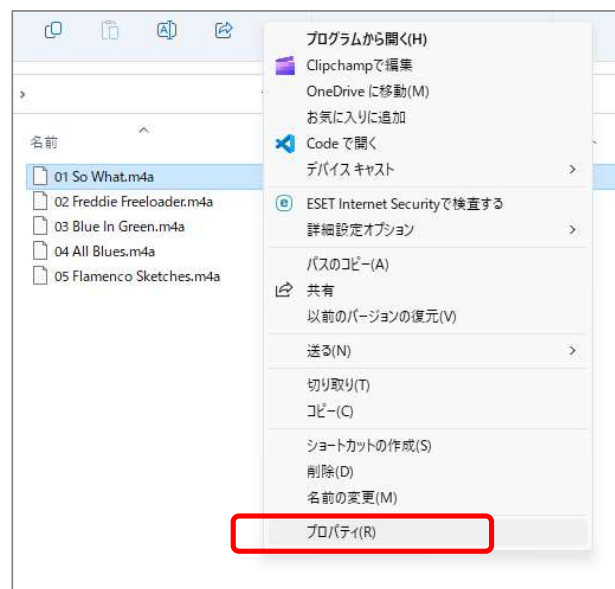 プログラムから開く(H)
Clipchampで編集
OneDrive に移動(M)
お気に入りに追加
Code で開く
デバイス キャスト
ESET Internet Securityで検査する
詳細設定オプション
パスのコピー(A)
共有
以前のバージョンの復元(V)
送る(N)
切り取り(T)
コピー(C)
ショートカットの作成(S)
削除(D)
名前の変更(M)
プロパティ(R)
名前
01 So What.m4a
02 Freddie Freeloader.m4a
03 Blue In Green.m4a
04 All Blues.m4a
05 Flamenco Sketches.m4a